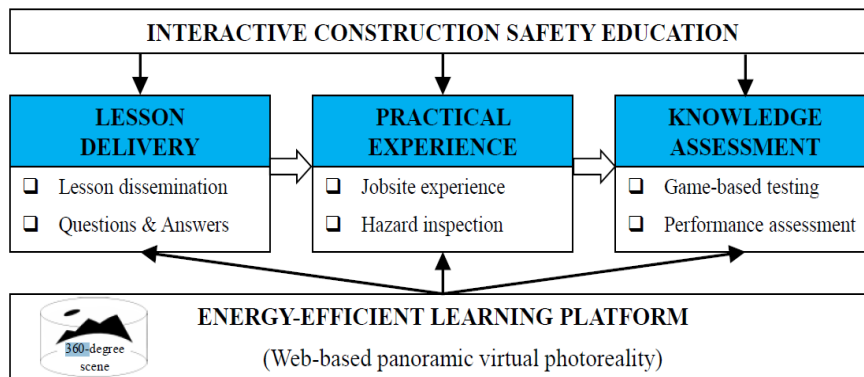 INTERACTIVE CONSTRUCTION SAFETY EDUCATION
LESSON
DELIVERY
Lesson dissemination
Questions & Answers
PRACTICAL
EXPERIENCE
Jobsite experience
Hazard inspection
KNOWLEDGE
ASSESSMENT
Game-based testing
Performance assessment
360-degree
scene
ENERGY-EFFICIENT LEARNING PLATFORM
(Web-based panoramic virtual photoreality)